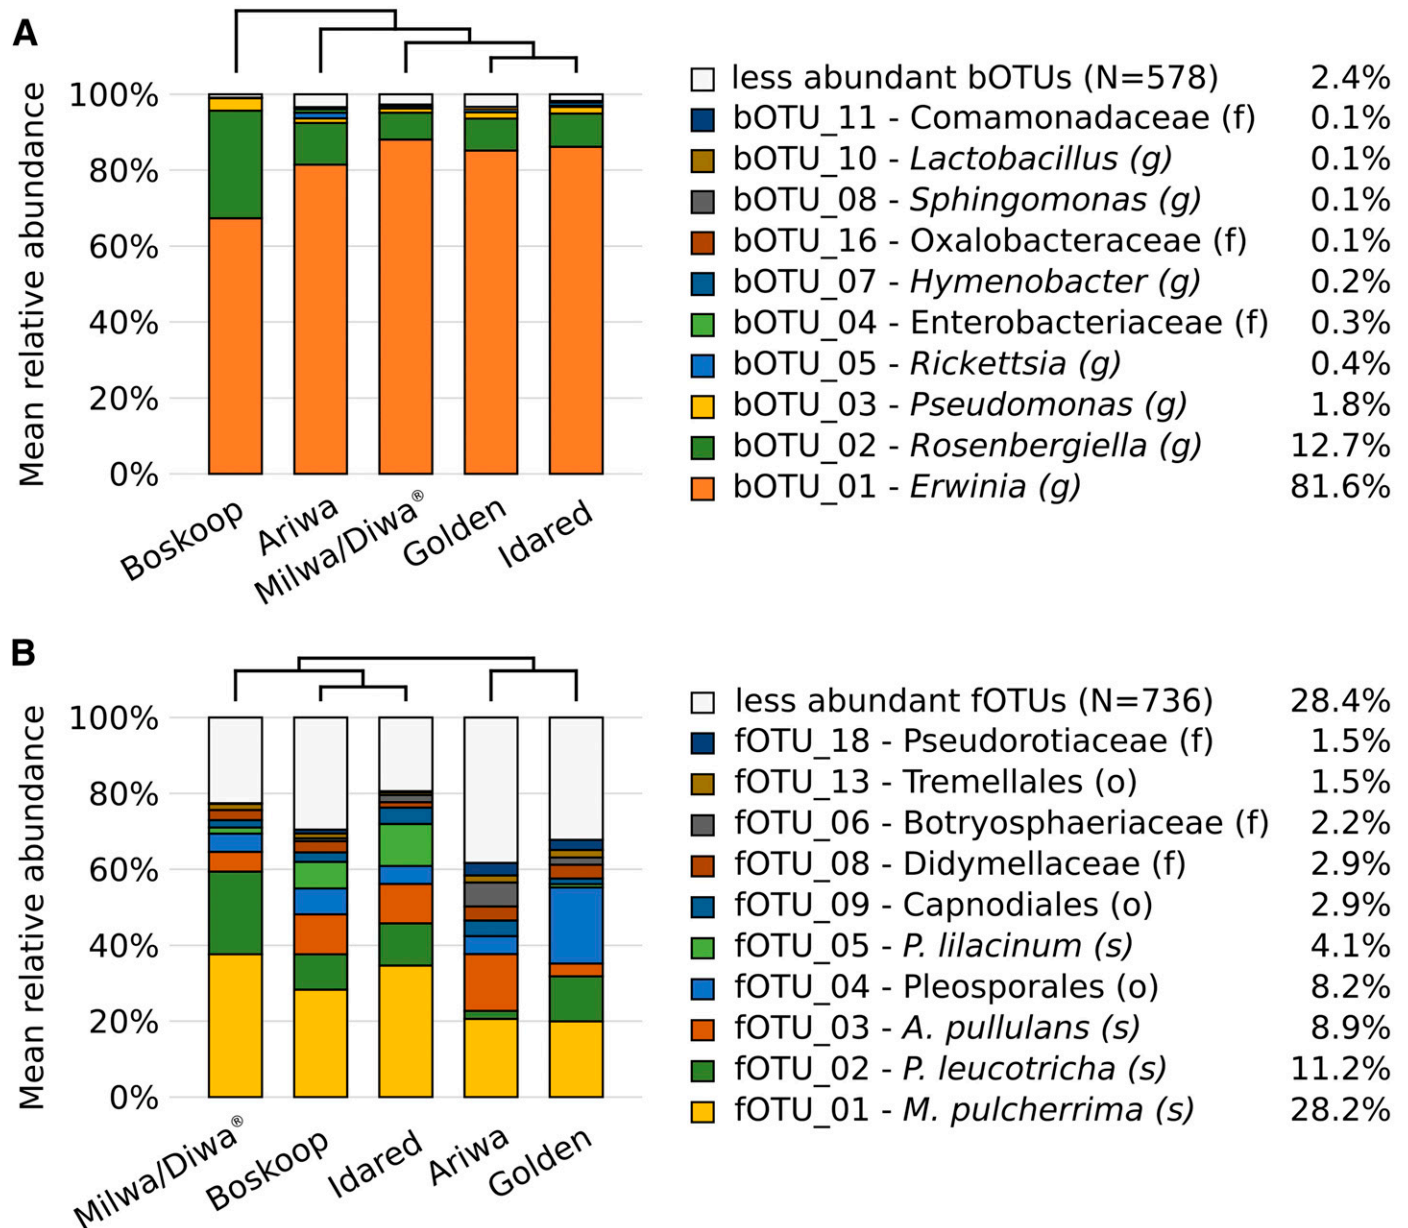 A
Mean relative abundance
100%
80%
60%
40%
20%
0%
Boskoop
Ariwa
Milwa/Diwa®
Golden
Idared
less abundant bOTUs (N=578) 2.4%
bOTU_11 - Comamonadaceae (f) 0.1%
bOTU_10 - Lactobacillus (g) 0.1%
bOTU_08 - Sphingomonas (g) 0.1%
bOTU_16 - Oxalobacteraceae (f) 0.1%
bOTU_07 - Hymenobacter (g) 0.2%
bOTU_04 - Enterobacteriaceae (f) 0.3%
bOTU_05 - Rickettsia (g) 0.4%
bOTU_03 - Pseudomonas (g) 1.8%
bOTU_02 - Rosenbergiella (g) 12.7%
bOTU_01 - Erwinia (g) 81.6%
B
Mean relative abundance
100%
80%
60%
40%
20%
0%
Milwa/Diwa®
Boskoop
Idared
Ariwa
Golden
less abundant fOTUs (N=736) 28.4%
fOTU_18 - Pseudorotiaceae (f) 1.5%
fOTU_13 - Tremellales (o) 1.5%
fOTU_06 - Botryosphaeriaceae (f) 2.2%
fOTU_08 - Didymellaceae (f) 2.9%
fOTU_09 - Capnodiales (o) 2.9%
fOTU_05 - P. lilacinum (s) 4.1%
fOTU_04 - Pleosporales (o) 8.2%
fOTU_03 - A. pullulans (s) 8.9%
fOTU_02 - P. leucotricha (s) 11.2%
fOTU_01 - M. pulcherrima (s) 28.2%